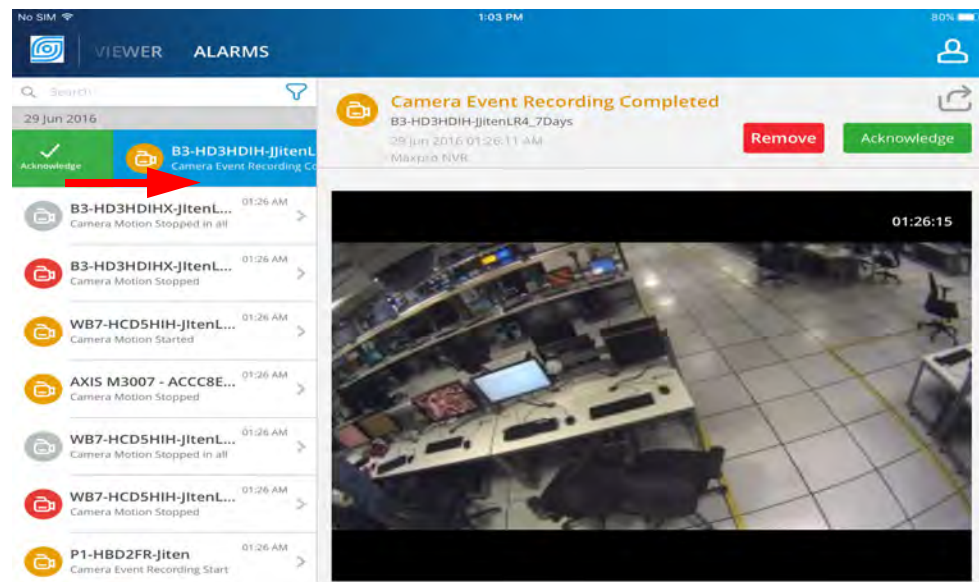 No SIM 1:03 PM 80%
VIEWER ALARMS
Search
29 Jun 2016
Acknowledge
B3-HD3HDIH-JJitenL
Camera Event Recording Co
B3-HD3HDIHX-JItenL... 01:26 AM
Camera Motion Stopped in all
B3-HD3HDIHX-JItenL... 01:26 AM
Camera Motion Stopped
WB7-HCD5HIH-JItenL... 01:26 AM
Camera Motion Started
AXIS M3007 - ACCC8E... 01:26 AM
Camera Motion Stopped
WB7-HCD5HIH-JItenL... 01:26 AM
Camera Motion Stopped in all
WB7-HCD5HIH-JItenL... 01:26 AM
Camera Motion Stopped
P1-HBD2FR-Jiten 01:26 AM
Camera Event Recording Start
Camera Event Recording Completed
B3-HD3HDIH-JJitenLR4_7Days
29 Jun 2016 01:26:11 AM
Maxpro NVR
Remove Acknowledge
01:26:15